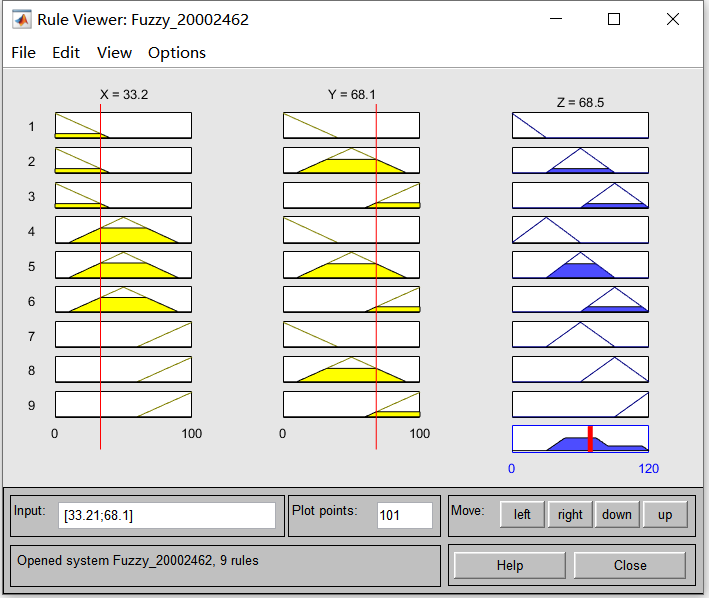 Rule Viewer: Fuzzy_20002462
File Edit View Options
X = 33.2 Y = 68.1 Z = 68.5
1
2
3
4
5
6
7
8
9
0 100 0 100
0 120
Input: [33.21;68.1] Plot points: 101 Move: left right down up
Opened system Fuzzy_20002462, 9 rules Help Close